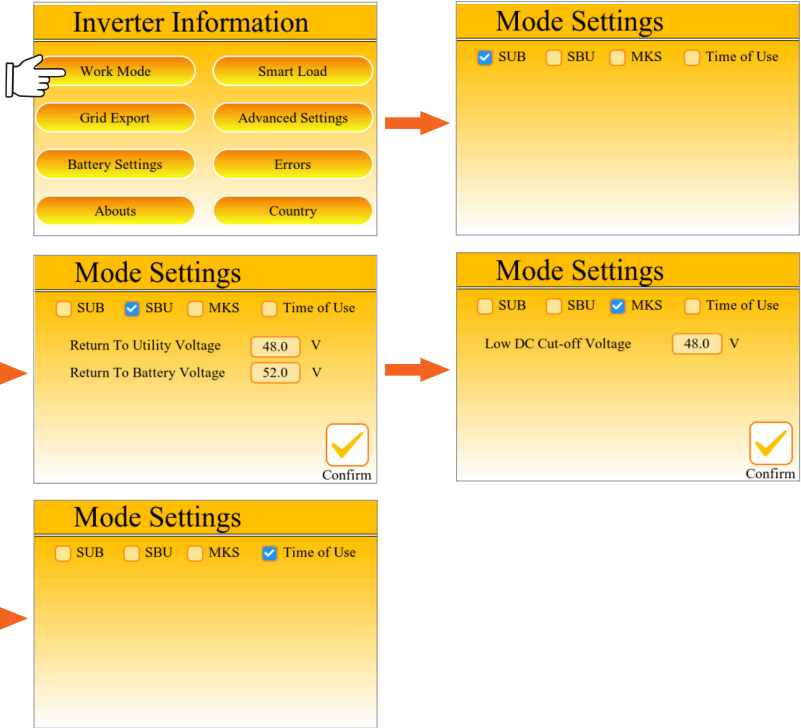 Inverter Information
Work Mode
Smart Load
Grid Export
Advanced Settings
Battery Settings
Errors
Abouts
Country
Mode Settings
SUB SBU MKS Time of Use
Mode Settings
SUB SBU MKS Time of Use
Return To Utility Voltage 48.0 V
Return To Battery Voltage 52.0 V
Confirm
Mode Settings
SUB SBU MKS Time of Use
Low DC Cut-off Voltage 48.0 V
Confirm
Mode Settings
SUB SBU MKS Time of Use